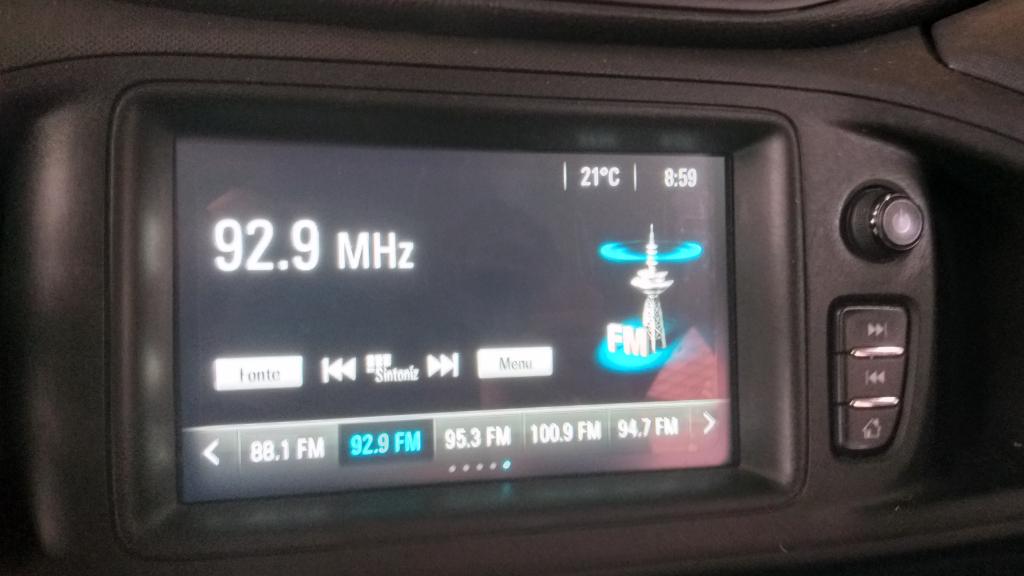 21°C 8:59
92.9 MHz
FM
Fonte Sintoniz Menu
88.1 FM 92.9 FM 95.3 FM 100.9 FM 94.7 FM